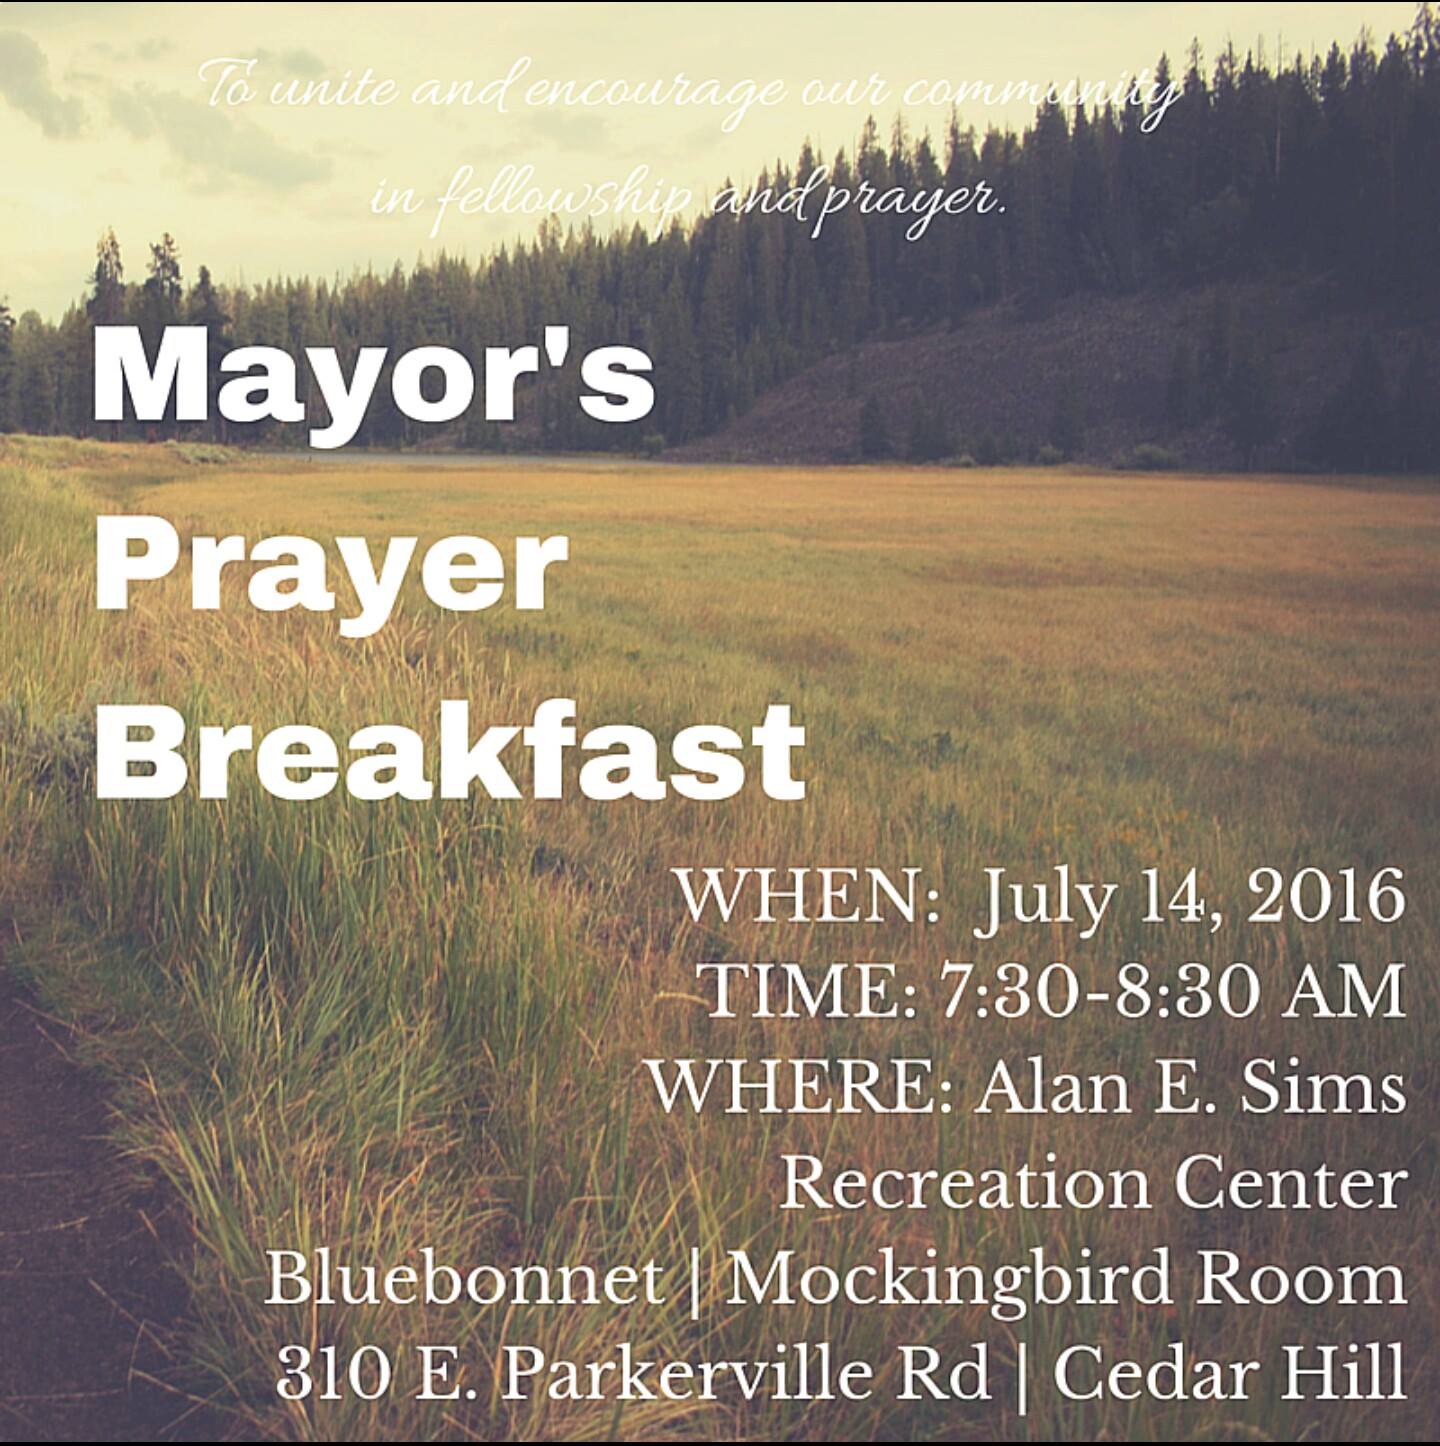 To unite and encourage our community
in fellowship and prayer.
Mayor's
Prayer
Breakfast
WHEN: July 14, 2016
TIME: 7:30-8:30 AM
WHERE: Alan E. Sims
Recreation Center
Bluebonnet | Mockingbird Room
310 E. Parkerville Rd | Cedar Hill